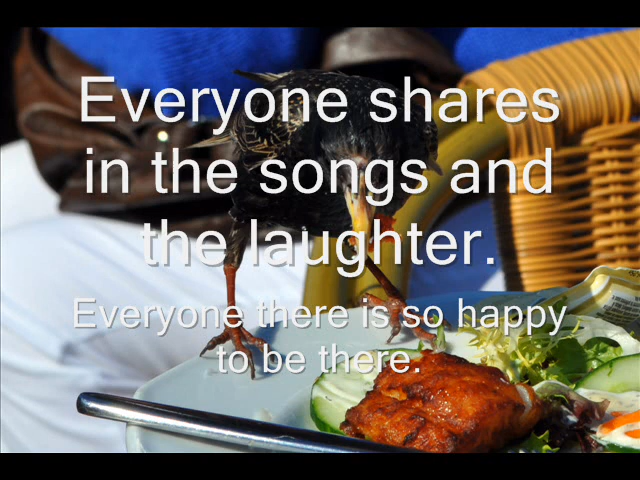 Everyone shares
in the songs and
the laughter.
Everyone there is so happy
to be there.